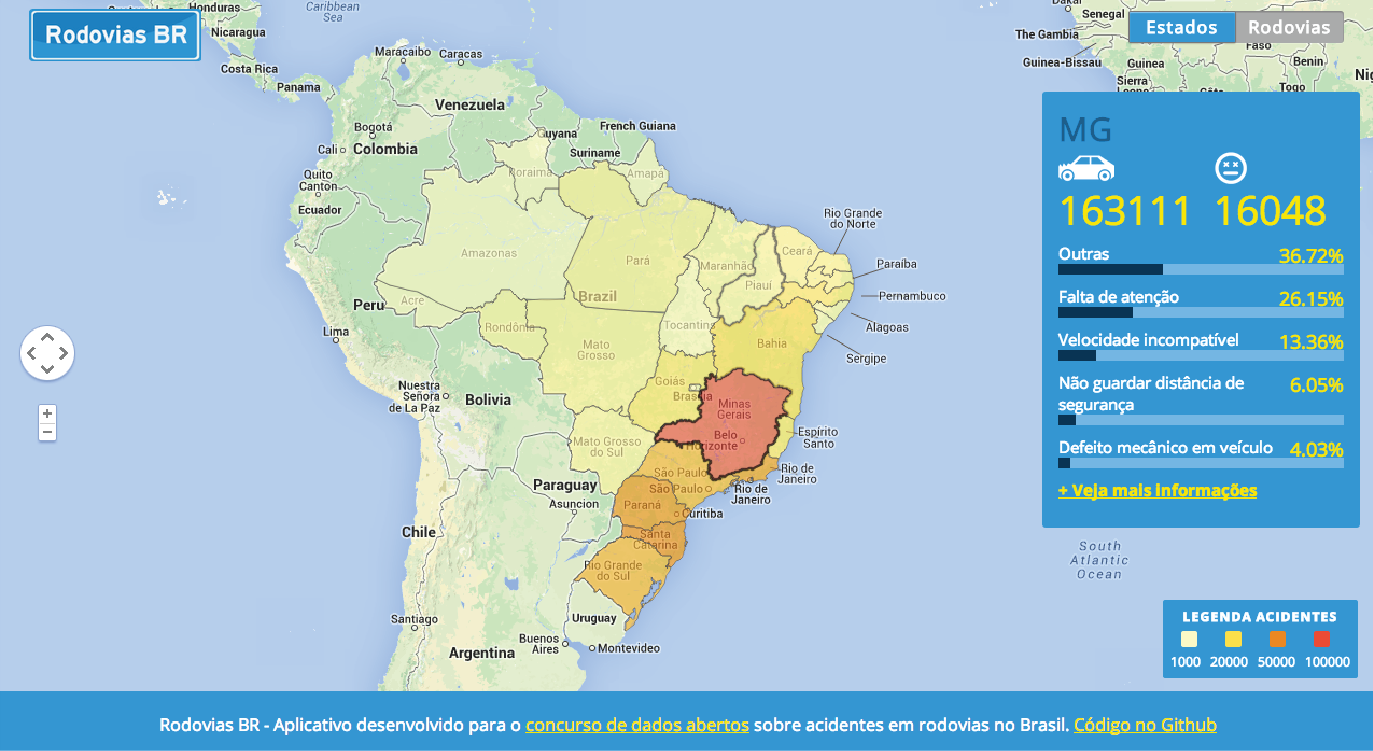 Honduras
Caribbean
Sea
Nicaragua
Costa Rica
Panama
Rodovias BR
Dakar
Senegal
The Gambia
Guinea-Bissau
Guinea
Sierra
Leone
Faso
Benin
Togo
Estados
Rodovias
Maracaibo
Caracas
Venezuela
Bogotá
Cali
Colombia
Guyana
French Guiana
Suriname
Quito
Canton
Ecuador
Roraima
Amapá
Amazonas
Pará
Maranhão
Ceará
Piauí
Rio Grande
do Norte
Paraíba
Pernambuco
Alagoas
Sergipe
Acre
Rondônia
Brazil
Tocantins
Peru
Lima
Mato
Grosso
Bahia
Goiás
Brasília
Nuestra
Señora
de La Paz
Bolivia
Minas
Gerais
Belo
Horizonte
Espírito
Santo
Mato Grosso
do Sul
São Paulo
São Paulo
Rio de
Janeiro
Rio de
Janeiro
Paraguay
Asuncion
Paraná
Curitiba
Santa
Catarina
Rio Grande
do Sul
Chile
Santiago
Argentina
Buenos
Aires
Uruguay
Montevideo
South
Atlantic
Ocean
MG
163111 16048
Outras 36.72%
Falta de atenção 26.15%
Velocidade incompatível 13.36%
Não guardar distância de 6.05%
segurança
Defeito mecânico em veículo 4.03%
+ Veja mais informações
LEGENDA ACIDENTES
1000 20000 50000 100000
Rodovias BR - Aplicativo desenvolvido para o concurso de dados abertos sobre acidentes em rodovias no Brasil. Código no Github